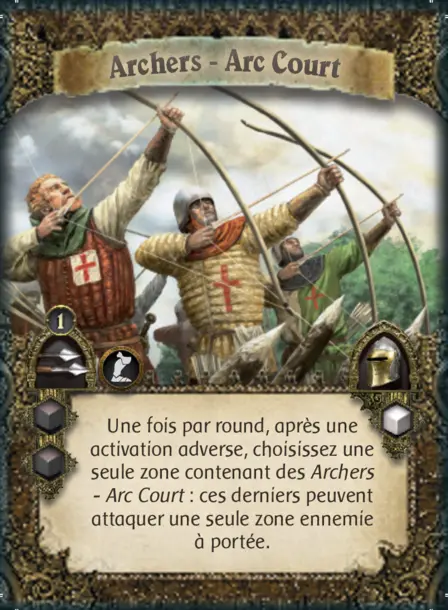 Archers - Arc Court
1
Une fois par round, après une
activation adverse, choisissez une
seule zone contenant des Archers
- Arc Court : ces derniers peuvent
attaquer une seule zone ennemie
à portée.